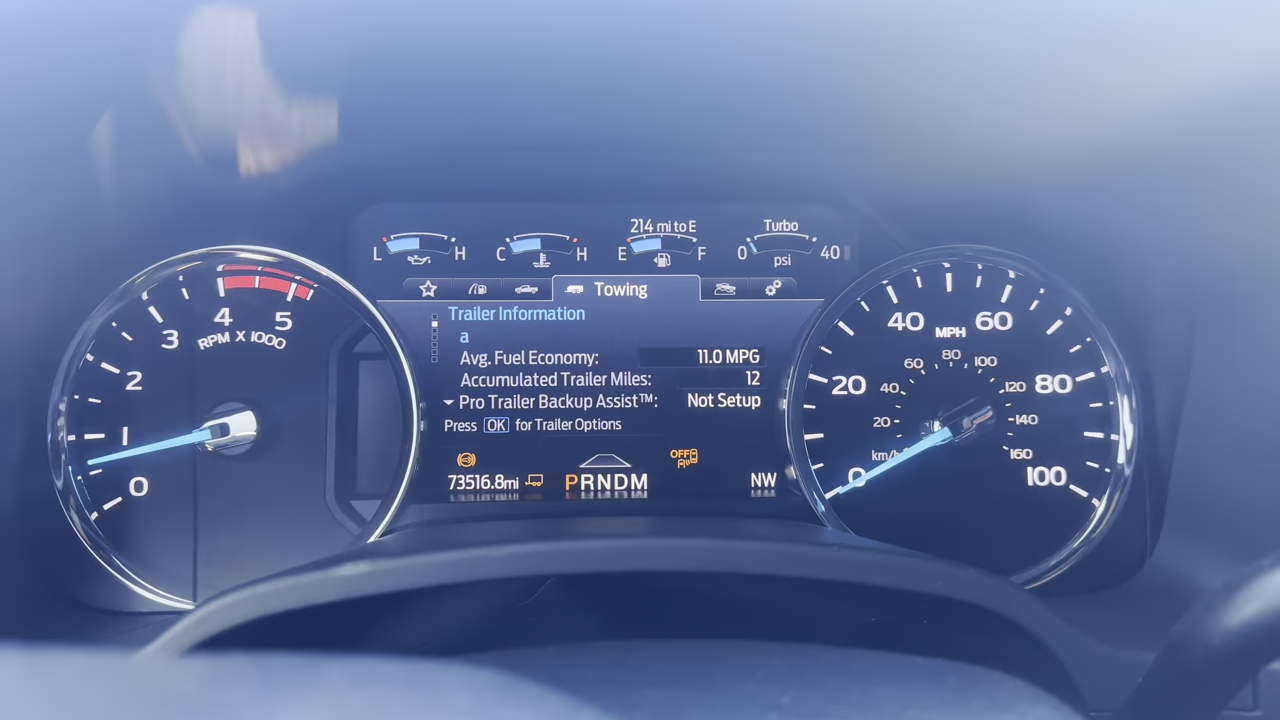 214 mi to E
Turbo
L H
C H
E F
0 40
psi
Towing
Trailer Information
a
Avg. Fuel Economy: 11.0 MPG
Accumulated Trailer Miles: 12
Pro Trailer Backup Assist™: Not Setup
Press OK for Trailer Options
OFF
73516.8mi
PRNDM
NW
0
1
2
3
4
5
RPM X 1000
MPH
0
20
40
60
80
100
km/h
20
40
60
80
100
120
140
160